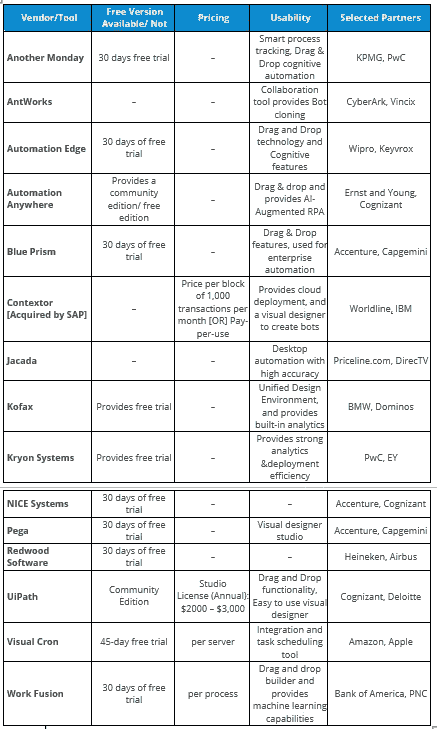 Vendor/Tool
Free Version
Available/ Not
Pricing
Usability
Selected Partners
Another Monday
30 days free trial
–
Smart process
tracking, Drag &
Drop cognitive
automation
KPMG, PwC
AntWorks
–
–
Collaboration
tool provides Bot
cloning
CyberArk, Vincix
Automation Edge
30 days of free
trial
–
Drag and Drop
technology and
Cognitive
features
Wipro, Keyvrox
Automation
Anywhere
Provides a
community
edition/ free
edition
–
Drag & drop and
provides AI-
Augmented RPA
Ernst and Young,
Cognizant
Blue Prism
30 days of free
trial
–
Drag & Drop
features, used for
enterprise
automation
Accenture, Capgemini
Contextor
[Acquired by SAP]
–
Price per block
of 1,000
transactions per
month [OR] Pay-
per-use
Provides cloud
deployment, and
a visual designer
to create bots
Worldline, IBM
Jacada
–
–
Desktop
automation with
high accuracy
Priceline.com, DirecTV
Kofax
Provides free trial
–
Unified Design
Environment,
and provides
built-in analytics
BMW, Dominos
Kryon Systems
Provides free trial
–
Provides strong
analytics
&deployment
efficiency
PwC, EY
NICE Systems
30 days of free
trial
–
–
Accenture, Cognizant
Pega
30 days of free
trial
–
Visual designer
studio
Accenture, Capgemini
Redwood
Software
30 days of free
trial
–
–
Heineken, Airbus
UiPath
Community
Edition
Studio
License (Annual):
$2000 – $3,000
Drag and Drop
functionality,
Easy to use visual
designer
Cognizant, Deloitte
Visual Cron
45-day free trial
per server
Integration and
task scheduling
tool
Amazon, Apple
Work Fusion
30 days of free
trial
per process
Drag and drop
builder and
provides
machine learning
capabilities
Bank of America, PNC